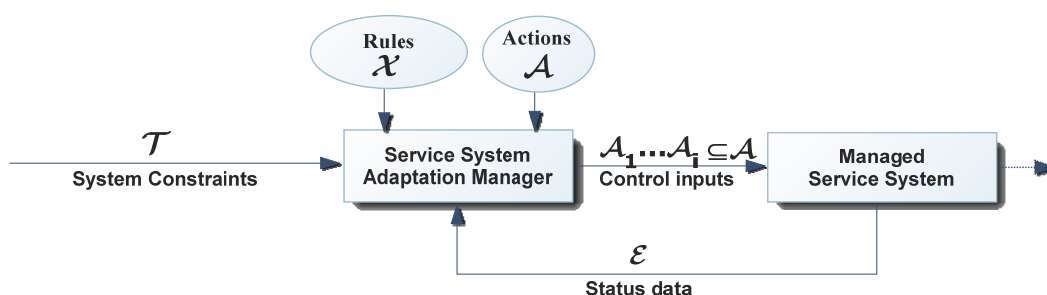 Rules
𝒳
Actions
𝒜
𝒯
System Constraints
Service System
Adaptation Manager
𝒜₁...𝒜ᵢ ⊆ 𝒜
Control inputs
Managed
Service System
ℰ
Status data